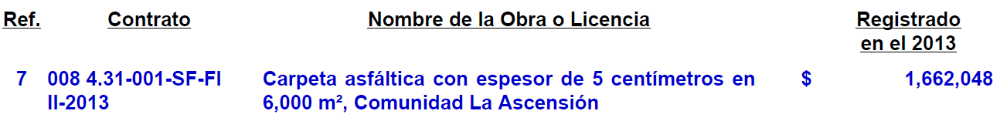 Ref. Contrato Nombre de la Obra o Licencia Registrado
en el 2013
7 008 4.31-001-SF-FI Carpeta asfáltica con espesor de 5 centímetros en $ 1,662,048
II-2013 6,000 m², Comunidad La Ascensión